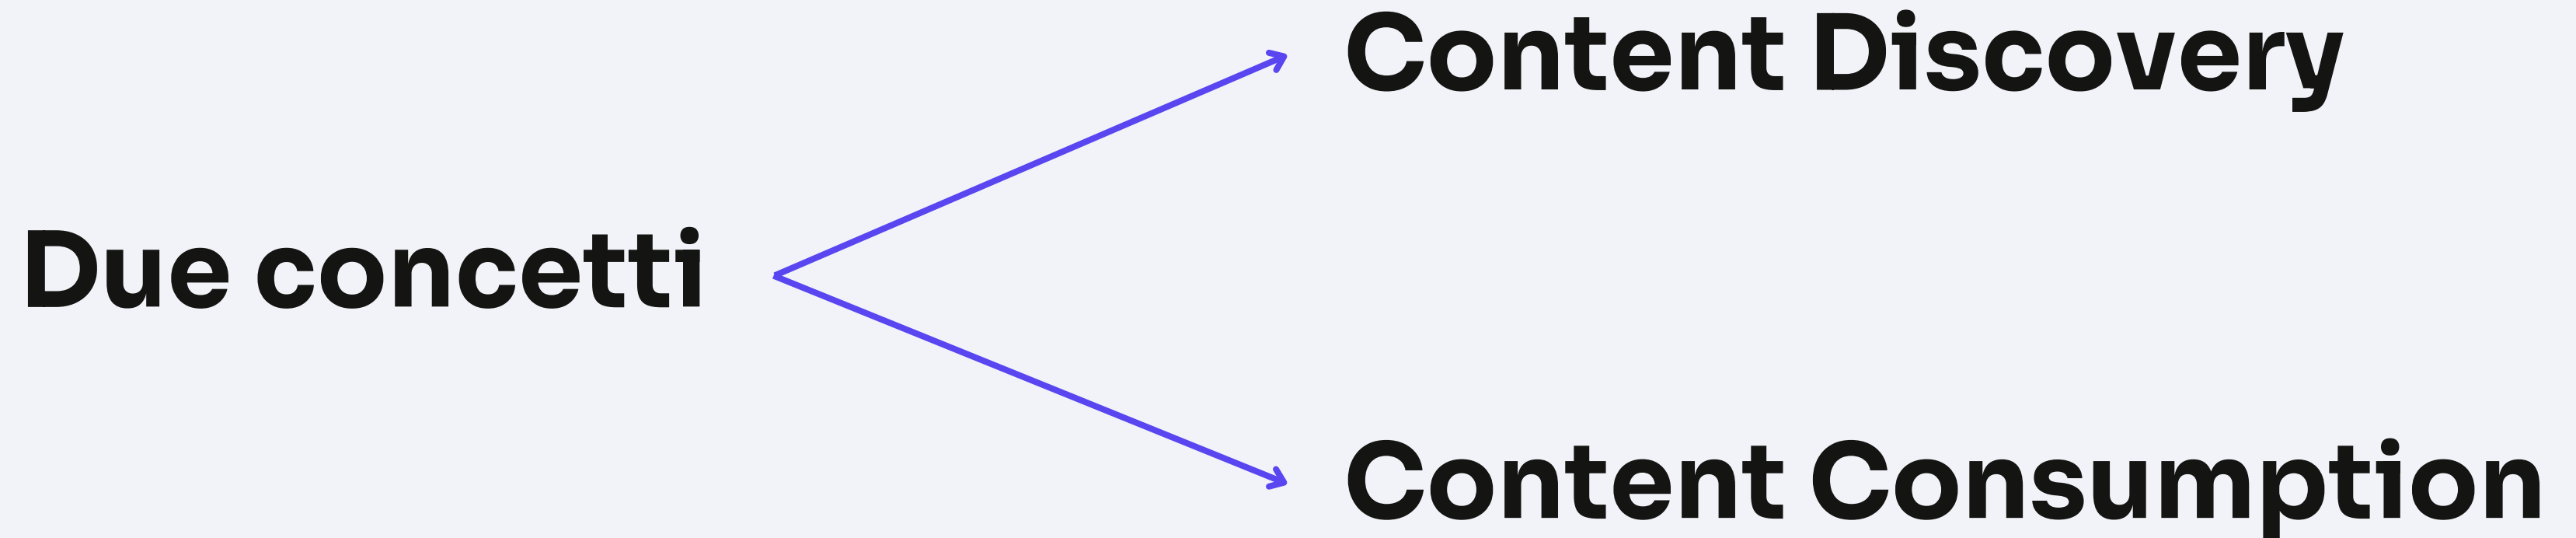 Content Discovery
Due concetti
Content Consumption